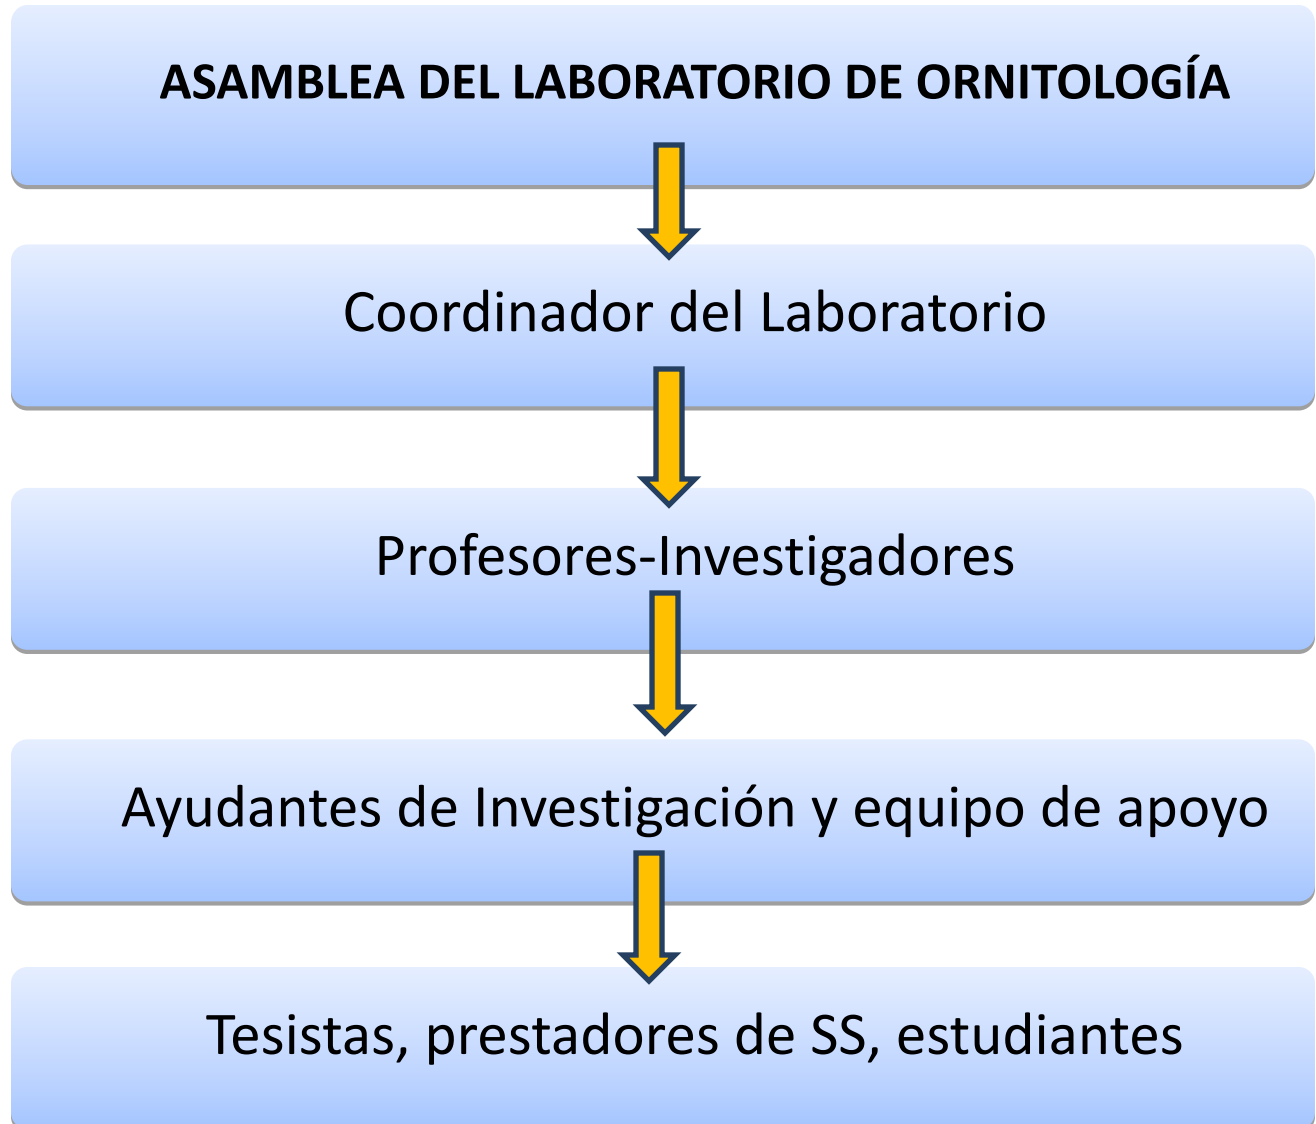 ASAMBLEA DEL LABORATORIO DE ORNITOLOGÍA
Coordinador del Laboratorio
Profesores-Investigadores
Ayudantes de Investigación y equipo de apoyo
Tesistas, prestadores de SS, estudiantes